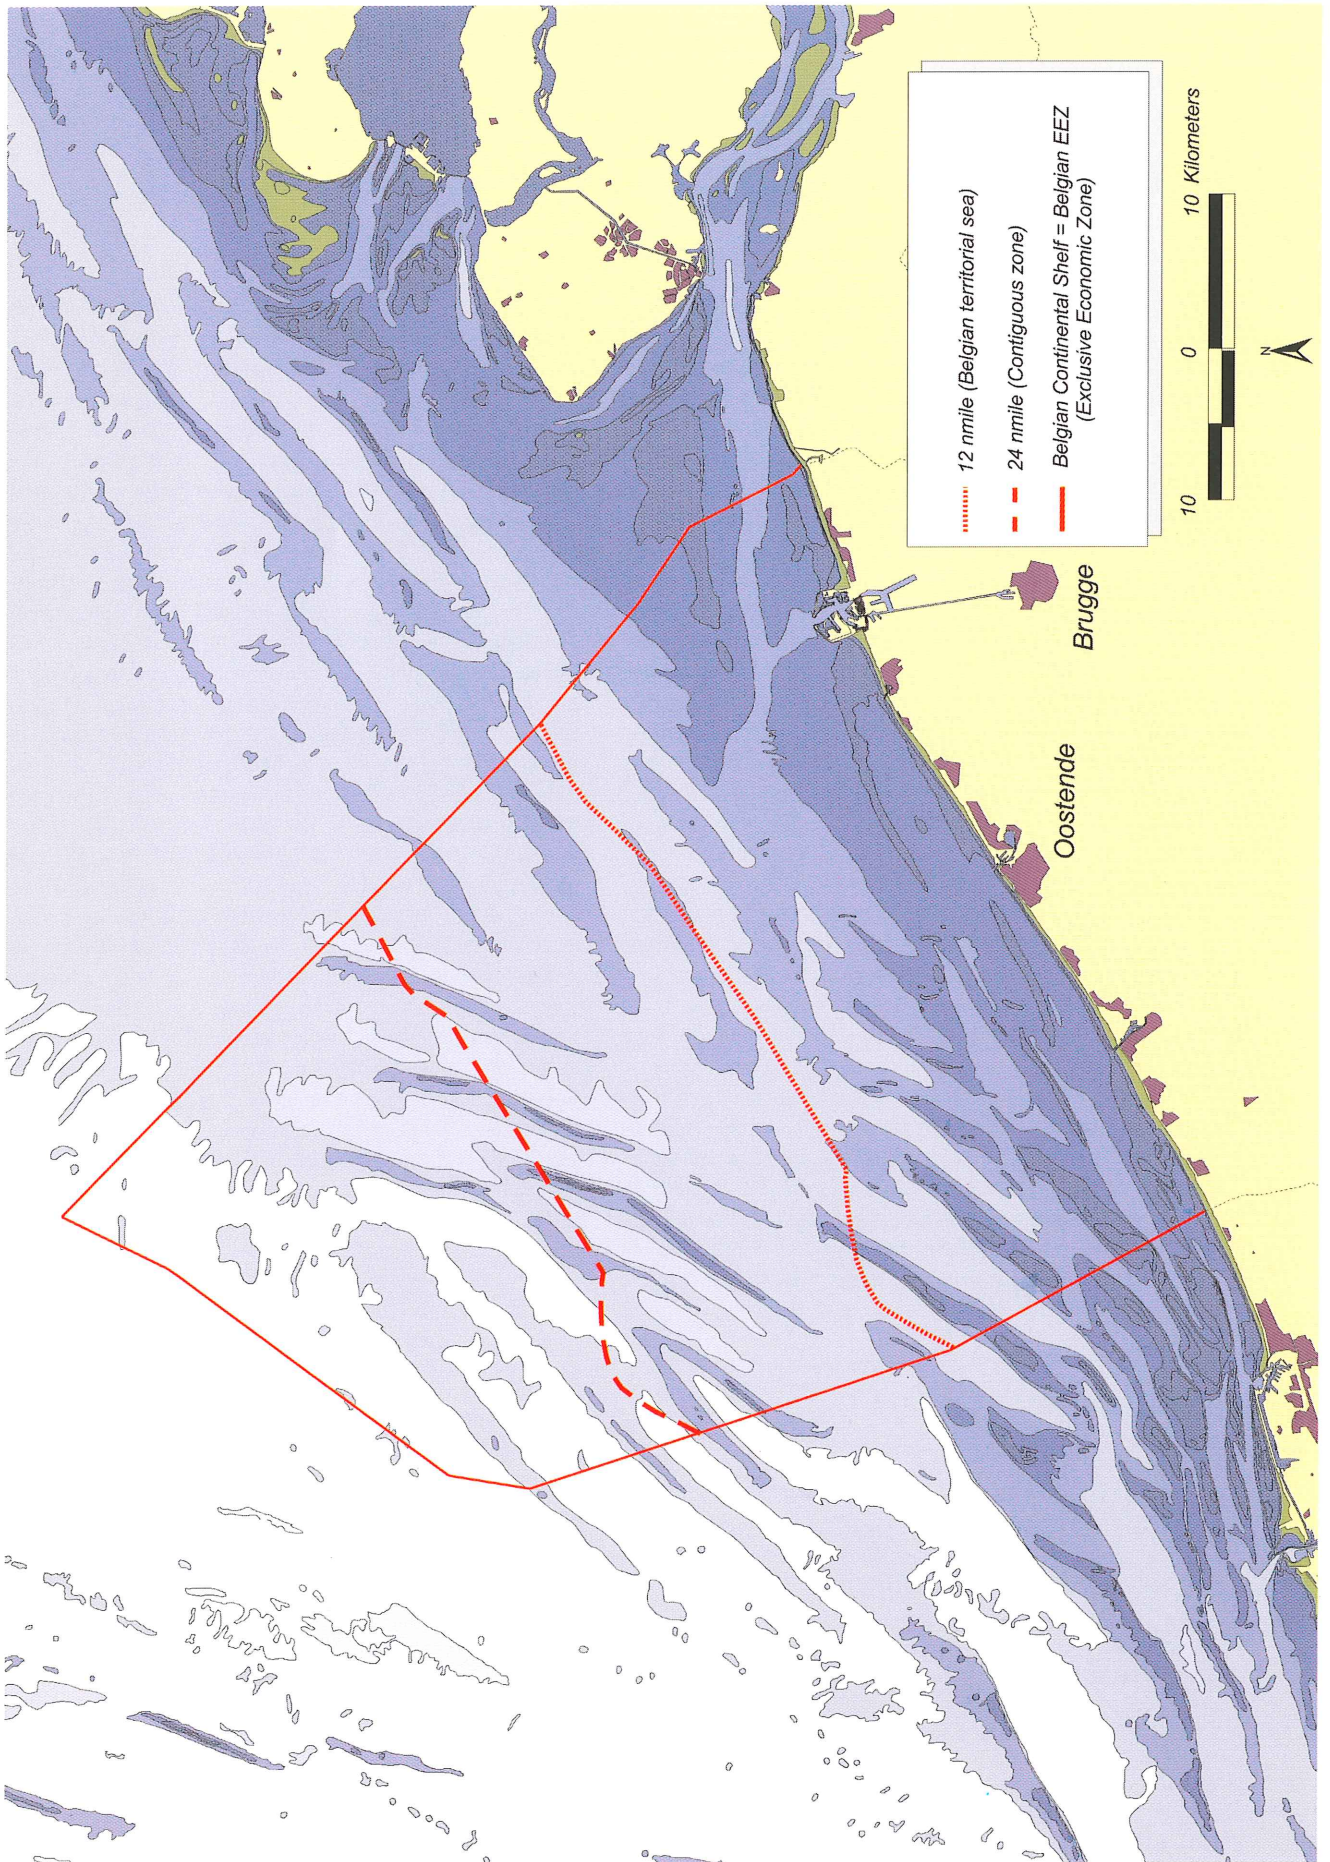 12 nmile (Belgian territorial sea)
24 nmile (Contiguous zone)
Belgian Continental Shelf = Belgian EEZ
(Exclusive Economic Zone)
10 0 10 Kilometers
N
Brugge
Oostende